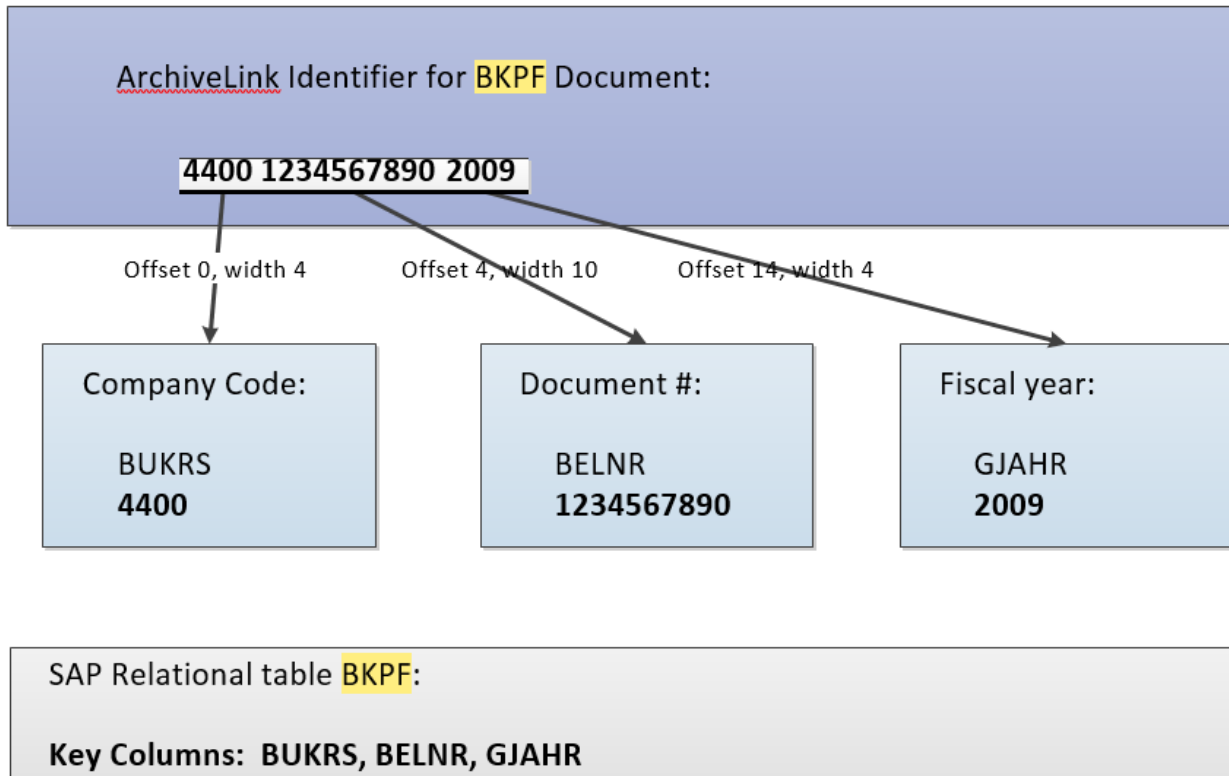 ArchiveLink Identifier for BKPF Document:
4400 1234567890 2009
Offset 0, width 4
Offset 4, width 10
Offset 14, width 4
Company Code:
BUKRS
4400
Document #:
BELNR
1234567890
Fiscal year:
GJAHR
2009
SAP Relational table BKPF:
Key Columns: BUKRS, BELNR, GJAHR